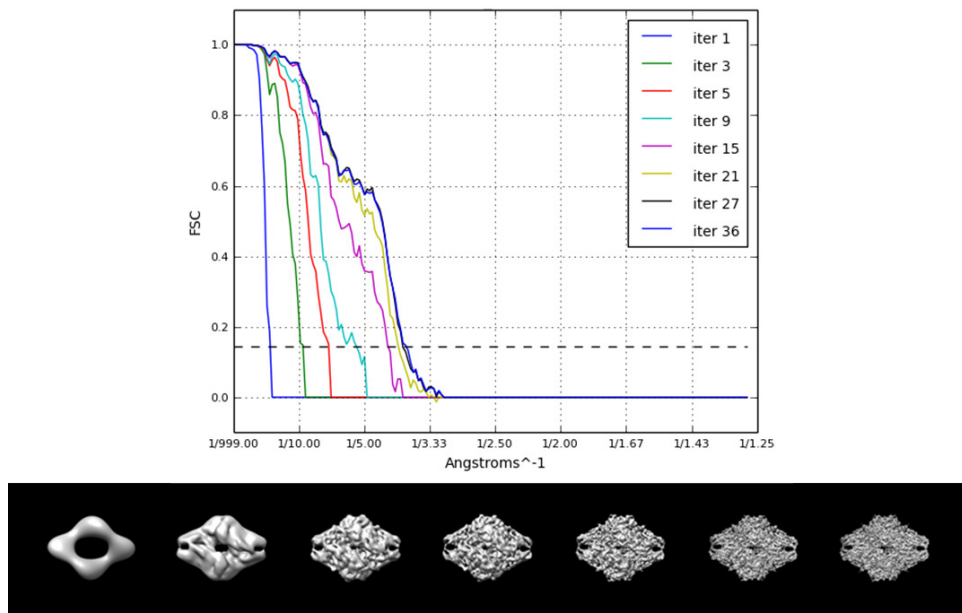 1.0
0.8
0.6
0.4
0.2
0.0
FSC
iter 1
iter 3
iter 5
iter 9
iter 15
iter 21
iter 27
iter 36
1/999.00 1/10.00 1/5.00 1/3.33 1/2.50 1/2.00 1/1.67 1/1.43 1/1.25
Angstroms^-1